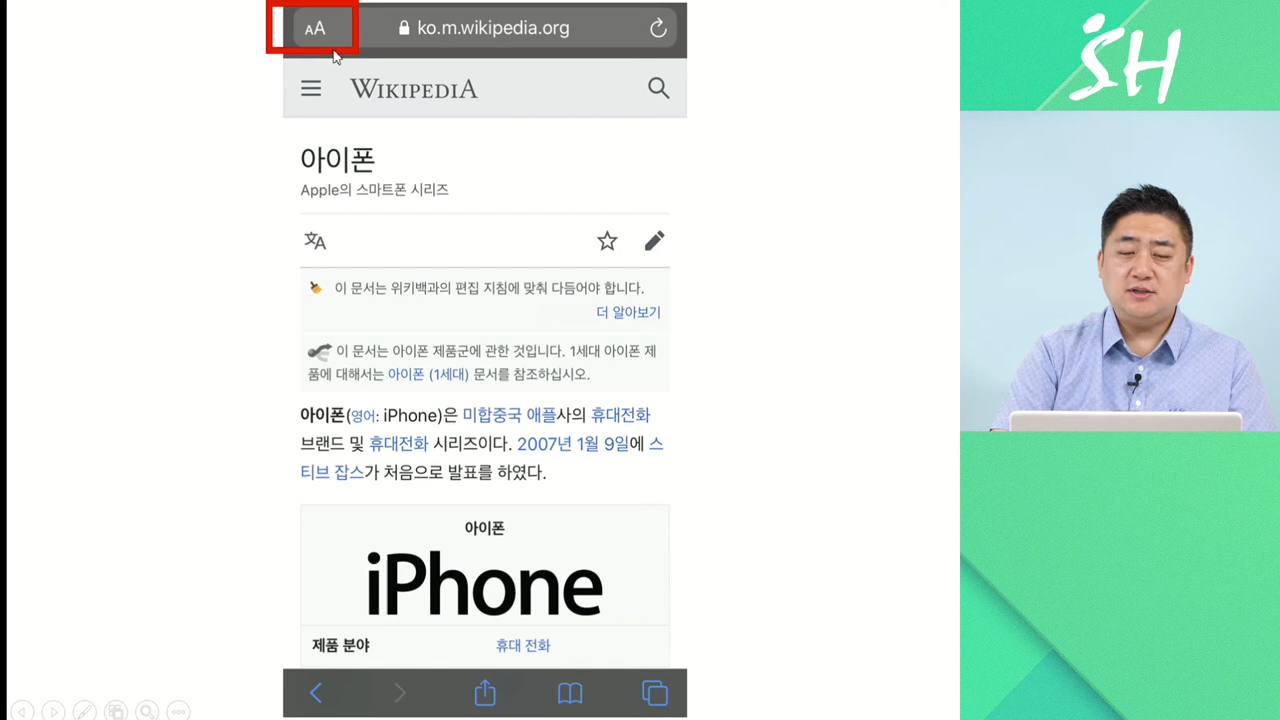 AA
ko.m.wikipedia.org
WIKIPEDIA
아이폰
Apple의 스마트폰 시리즈
이 문서는 위키백과의 편집 지침에 맞춰 다듬어야 합니다.
더 알아보기
이 문서는 아이폰 제품군에 관한 것입니다. 1세대 아이폰 제
품에 대해서는 아이폰 (1세대) 문서를 참조하십시오.
아이폰(영어: iPhone)은 미합중국 애플사의 휴대전화
브랜드 및 휴대전화 시리즈이다. 2007년 1월 9일에 스
티브 잡스가 처음으로 발표를 하였다.
아이폰
iPhone
제품 분야 휴대 전화
SH